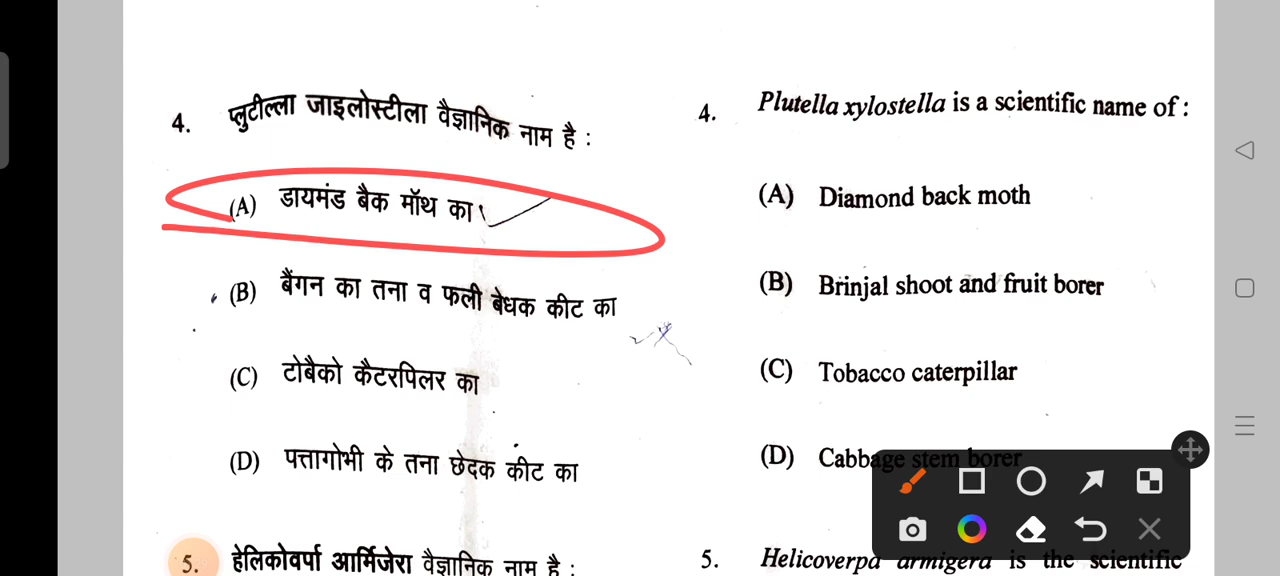 4. प्लुटील्ला जाइलोस्टीला वैज्ञानिक नाम है :
(A) डायमंड बैक मॉथ का
(B) बैंगन का तना व फली बेधक कीट का
(C) टोबैको कैटरपिलर का
(D) पत्तागोभी के तना छेदक कीट का
5. हेलिकोवर्पा आर्मिजेरा वैज्ञानिक नाम है :
4. Plutella xylostella is a scientific name of :
(A) Diamond back moth
(B) Brinjal shoot and fruit borer
(C) Tobacco caterpillar
(D) Cabbage stem borer
5. Helicoverpa armigera is the scientific